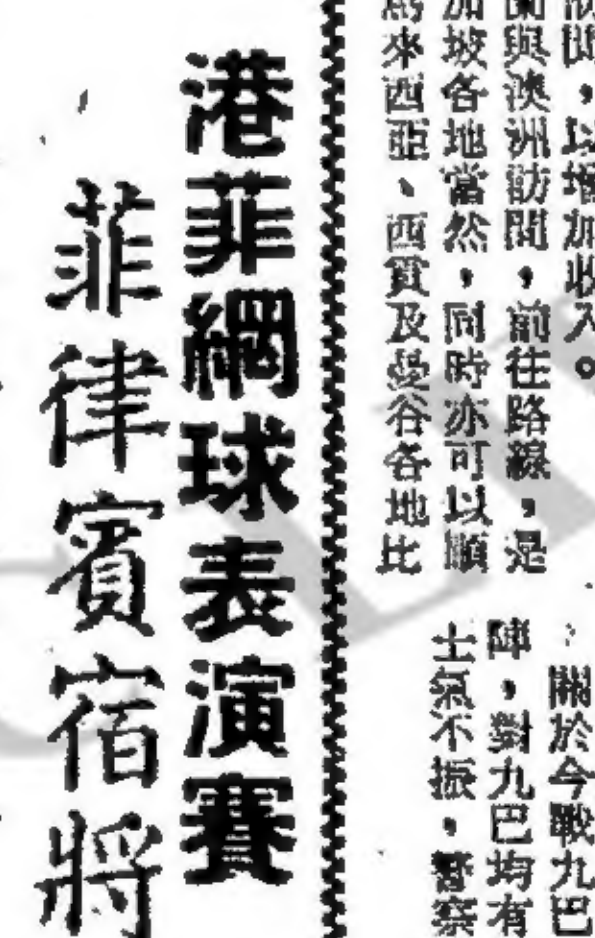 以增加收入。
蘭與澳洲訪問，前往路線，是
加坡各地當然，同時亦可以順
馬來西亞、西貢及曼谷各地比
關於今戰九巴
陣，對九巴均有
士氣不振，警察
港菲網球表演賽
菲律賓宿將